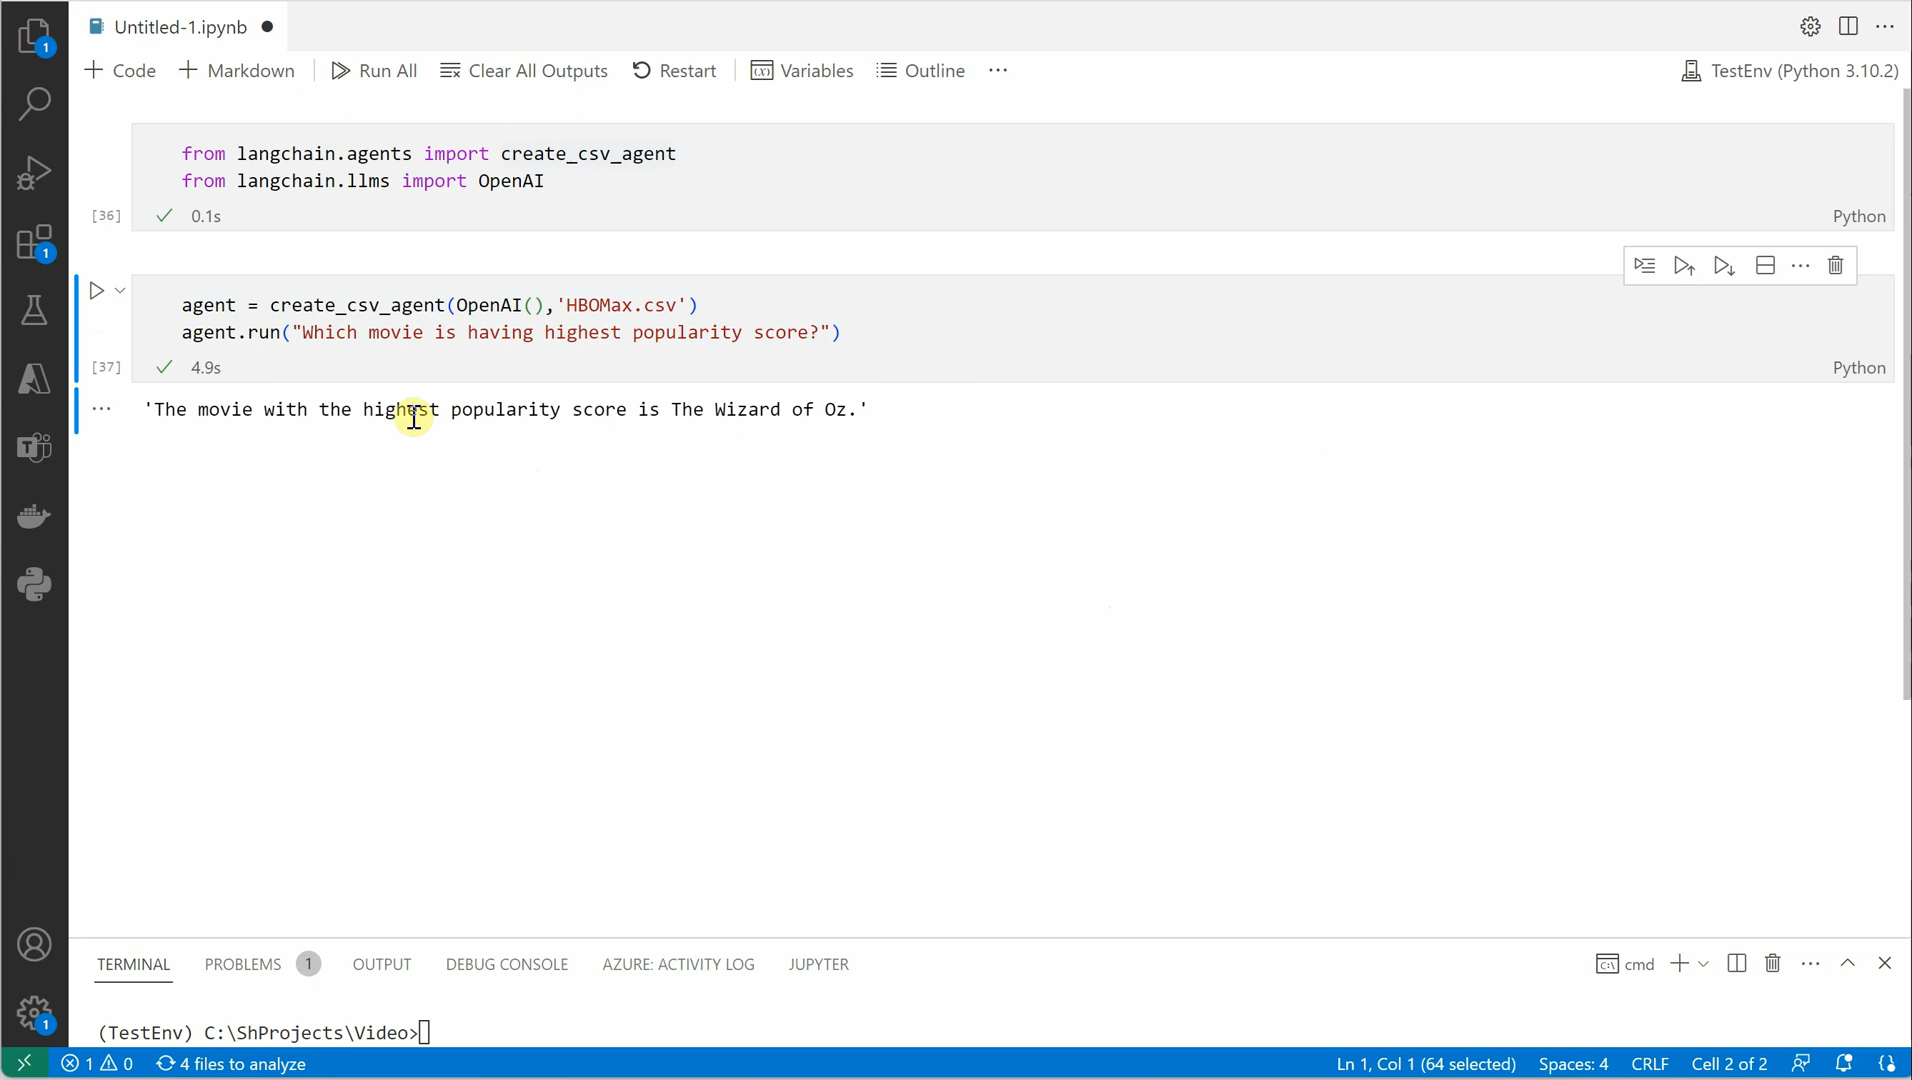 Untitled-1.ipynb
Code
Markdown
Run All
Clear All Outputs
Restart
Variables
Outline
TestEnv (Python 3.10.2)
from langchain.agents import create_csv_agent
from langchain.llms import OpenAI
[36]
0.1s
Python
agent = create_csv_agent(OpenAI(),'HBOMax.csv')
agent.run("Which movie is having highest popularity score?")
[37]
4.9s
Python
'The movie with the highest popularity score is The Wizard of Oz.'
1
1
1
TERMINAL
PROBLEMS
1
OUTPUT
DEBUG CONSOLE
AZURE: ACTIVITY LOG
JUPYTER
cmd
(TestEnv) C:\ShProjects\Video>
1
0
4 files to analyze
Ln 1, Col 1 (64 selected)
Spaces: 4
CRLF
Cell 2 of 2